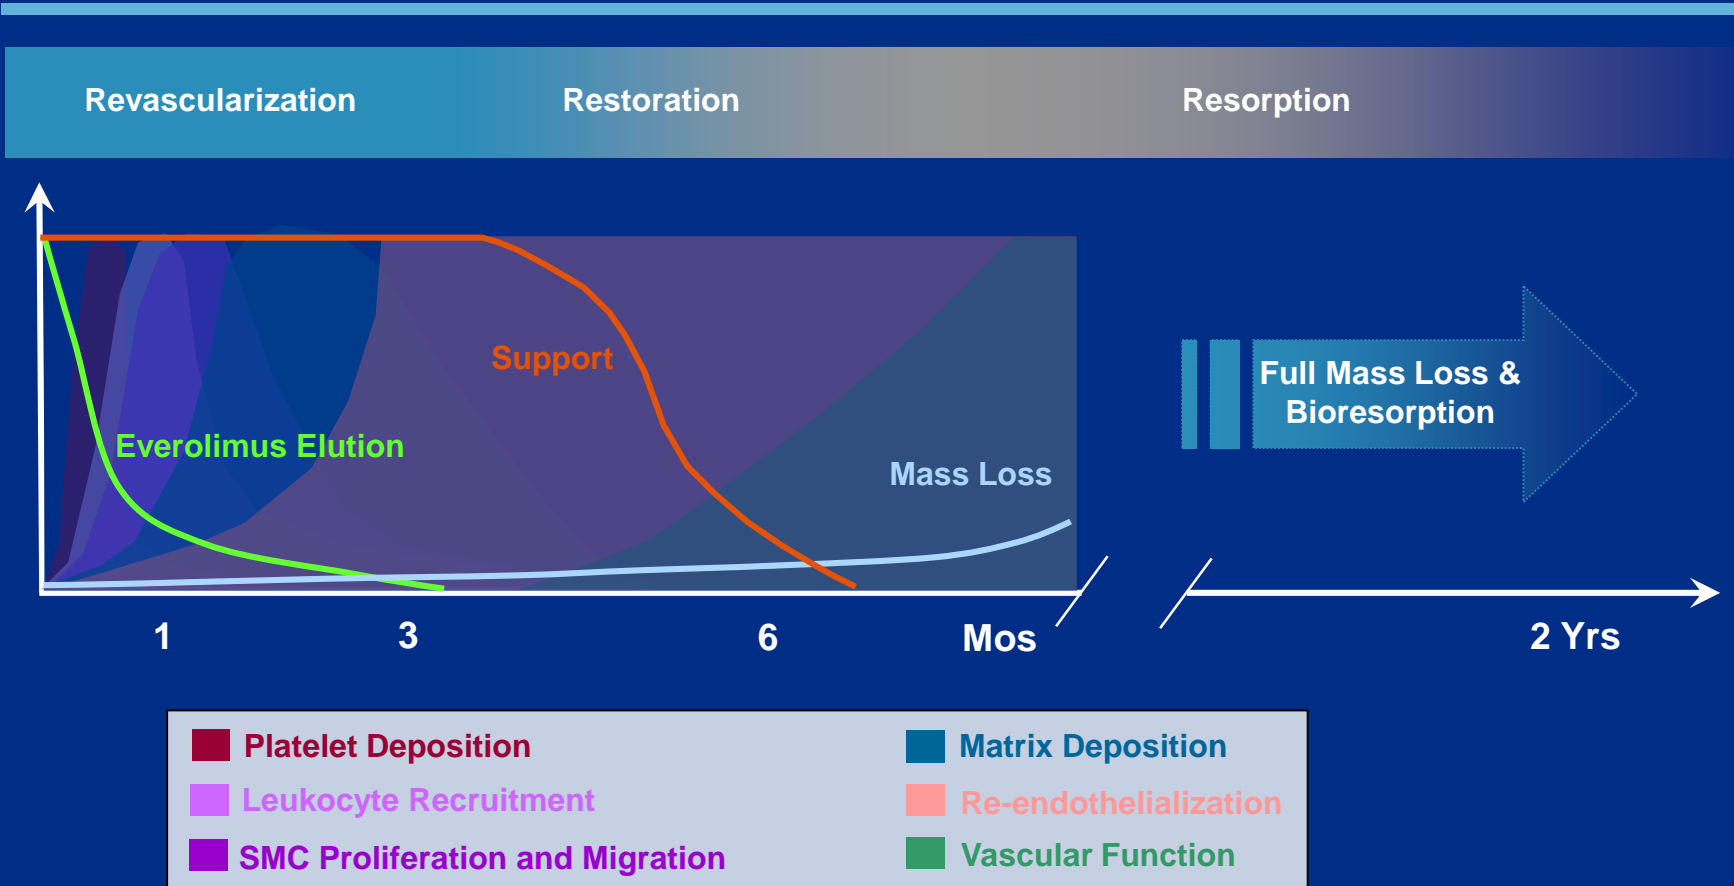 Revascularization Restoration Resorption
Support
Everolimus Elution
Mass Loss
Full Mass Loss &
Bioresorption
1 3 6 Mos 2 Yrs
Platelet Deposition
Leukocyte Recruitment
SMC Proliferation and Migration
Matrix Deposition
Re-endothelialization
Vascular Function